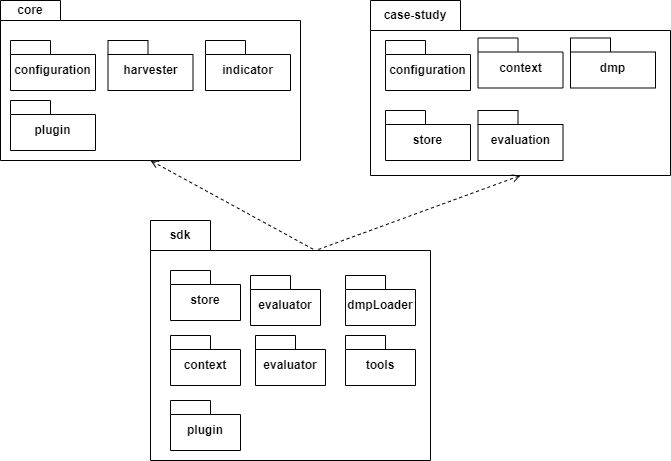 core
configuration
harvester
indicator
plugin
case-study
configuration
context
dmp
store
evaluation
sdk
store
evaluator
dmpLoader
context
evaluator
tools
plugin